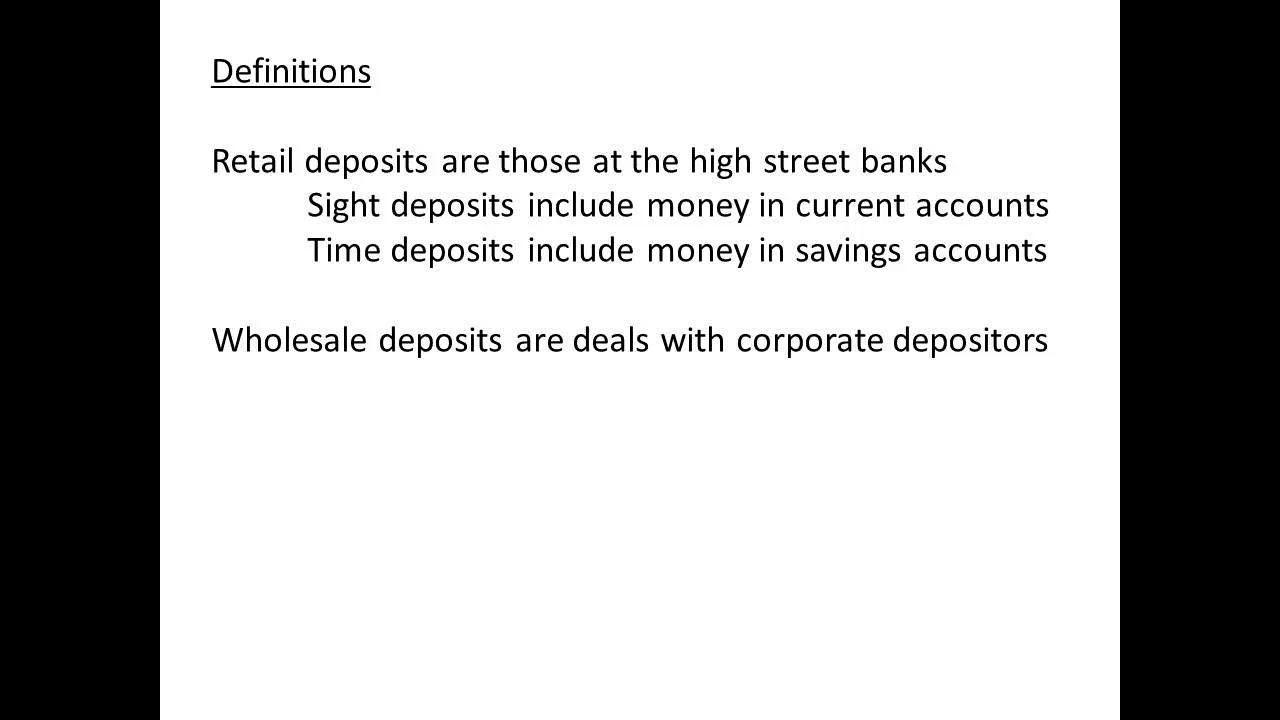 Definitions
Retail deposits are those at the high street banks
Sight deposits include money in current accounts
Time deposits include money in savings accounts
Wholesale deposits are deals with corporate depositors